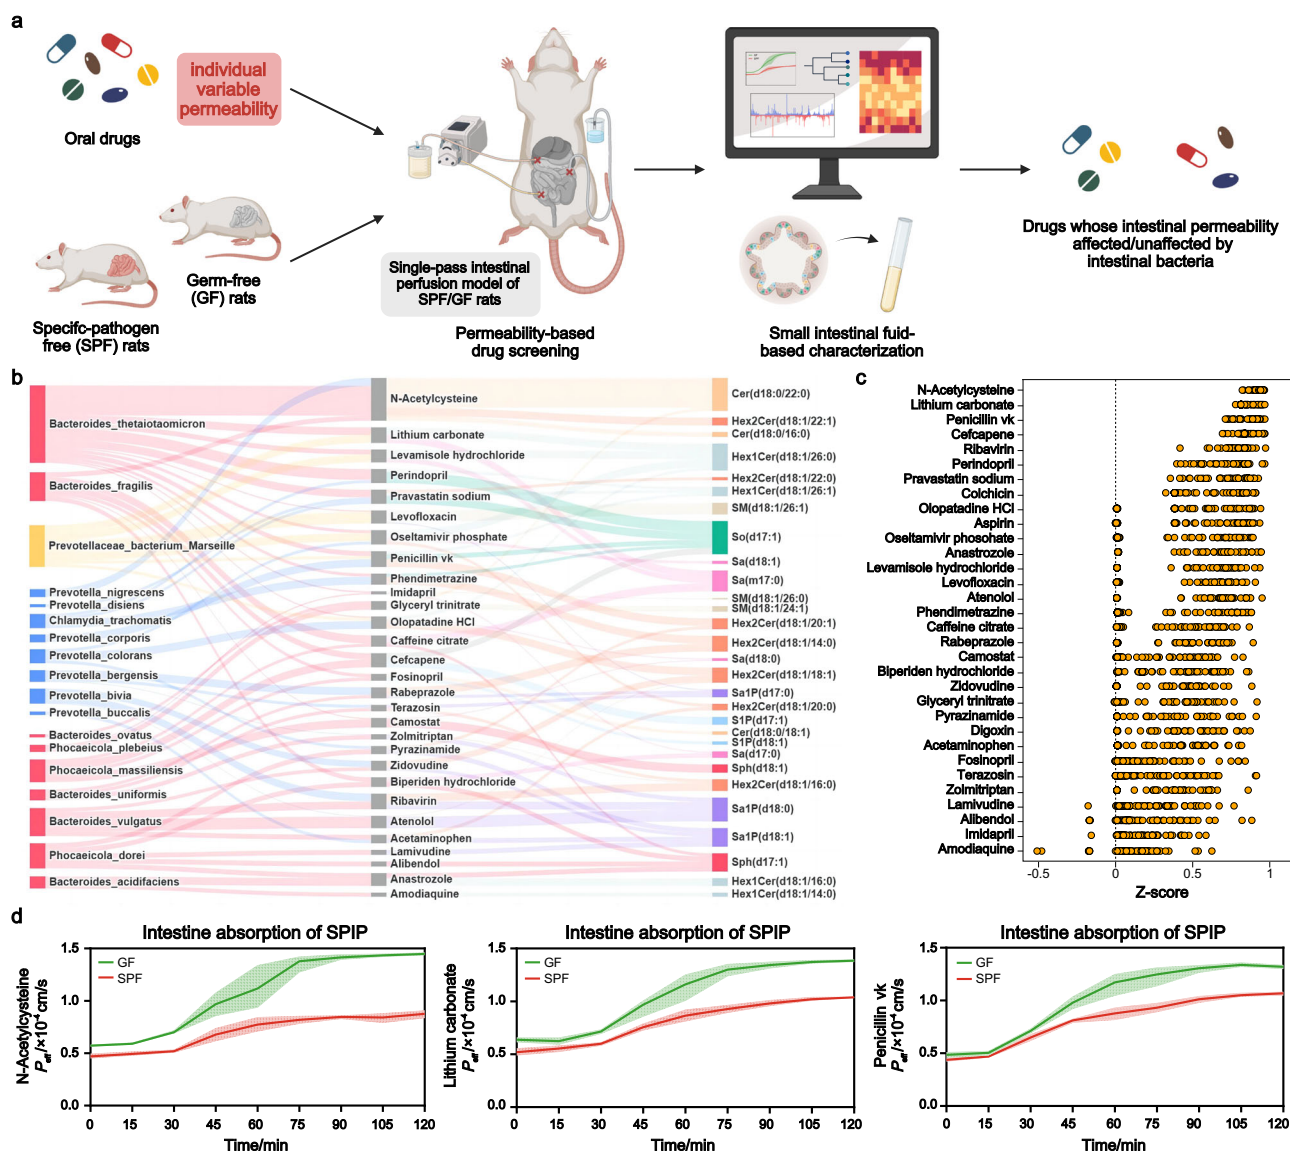 a
Oral drugs
individual
variable
permeability
Specifc-pathogen
free (SPF) rats
Germ-free
(GF) rats
Single-pass intestinal
perfusion model of
SPF/GF rats
Permeability-based
drug screening
Small intestinal fuid-
based characterization
Drugs whose intestinal permeability
affected/unaffected by
intestinal bacteria
b
Bacteroides_thetaiotaomicron
Bacteroides_fragilis
Prevotellaceae_bacterium_Marseille
Prevotella_nigrescens
Prevotella_disiens
Chlamydia_trachomatis
Prevotella_corporis
Prevotella_colorans
Prevotella_bergensis
Prevotella_bivia
Prevotella_buccalis
Bacteroides_ovatus
Phocaeicola_plebeius
Phocaeicola_massiliensis
Bacteroides_uniformis
Bacteroides_vulgatus
Phocaeicola_dorei
Bacteroides_acidifaciens
N-Acetylcysteine
Lithium carbonate
Levamisole hydrochloride
Perindopril
Pravastatin sodium
Levofloxacin
Oseltamivir phosphate
Penicillin vk
Phendimetrazine
Imidapril
Glyceryl trinitrate
Olopatadine HCl
Caffeine citrate
Cefcapene
Fosinopril
Rabeprazole
Terazosin
Camostat
Zolmitriptan
Pyrazinamide
Zidovudine
Biperiden hydrochloride
Ribavirin
Atenolol
Acetaminophen
Lamivudine
Alibendol
Anastrozole
Amodiaquine
Cer(d18:0/22:0)
Hex2Cer(d18:1/22:1)
Cer(d18:0/16:0)
Hex1Cer(d18:1/26:0)
Hex2Cer(d18:1/22:0)
Hex1Cer(d18:1/26:1)
SM(d18:1/26:1)
So(d17:1)
Sa(d18:1)
Sa(m17:0)
SM(d18:1/26:0)
SM(d18:1/24:1)
Hex2Cer(d18:1/20:1)
Hex2Cer(d18:1/14:0)
Sa(d18:0)
Hex2Cer(d18:1/18:1)
Sa1P(d17:0)
Hex2Cer(d18:1/20:0)
S1P(d17:1)
Cer(d18:0/18:1)
S1P(d18:1)
Sa(d17:0)
Sph(d18:1)
Hex2Cer(d18:1/16:0)
Sa1P(d18:0)
Sa1P(d18:1)
Sph(d17:1)
Hex1Cer(d18:1/16:0)
Hex1Cer(d18:1/14:0)
c
N-Acetylcysteine
Lithium carbonate
Penicillin vk
Cefcapene
Ribavirin
Perindopril
Pravastatin sodium
Colchicin
Olopatadine HCl
Aspirin
Oseltamivir phosohate
Anastrozole
Levamisole hydrochloride
Levofloxacin
Atenolol
Phendimetrazine
Caffeine citrate
Rabeprazole
Camostat
Biperiden hydrochloride
Zidovudine
Glyceryl trinitrate
Pyrazinamide
Digoxin
Acetaminophen
Fosinopril
Terazosin
Zolmitriptan
Lamivudine
Alibendol
Imidapril
Amodiaquine
-0.5 0 0.5 1
Z-score
d
Intestine absorption of SPIP
N-Acetylcysteine
Peff/×10⁻⁴ cm/s
GF
SPF
1.5
1.0
0.5
0.0
0 15 30 45 60 75 90 105 120
Time/min
Intestine absorption of SPIP
Lithium carbonate
Peff/×10⁻⁴ cm/s
GF
SPF
1.5
1.0
0.5
0.0
0 15 30 45 60 75 90 105 120
Time/min
Intestine absorption of SPIP
Penicillin vk
Peff/×10⁻⁴ cm/s
GF
SPF
1.5
1.0
0.5
0.0
0 15 30 45 60 75 90 105 120
Time/min